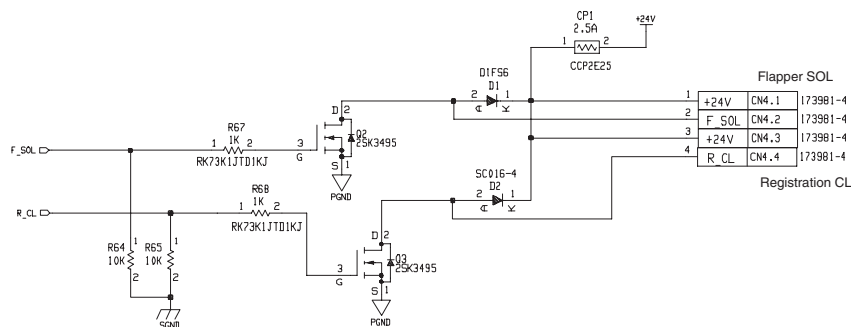 CP1
2.5A
+24V
1 2
CCP2E25
D1FS6
D1
2 1
A K
Flapper SOL
1 +24V CN4.1 173981-4
2 F_SOL CN4.2 173981-4
3 +24V CN4.3 173981-4
4 R_CL CN4.4 173981-4
Registration CL
D 2
Q2
2SK3495
R67
1K
1 2
RK73K1JTD1KJ
3
G
S 1
PGND
F_SOL
SC016-4
D2
2 1
A K
R68
1K
1 2
RK73K1JTD1KJ
R_CL
D 2
Q3
2SK3495
3
G
S 1
PGND
R64
10K
1
2
R65
10K
1
2
SGND